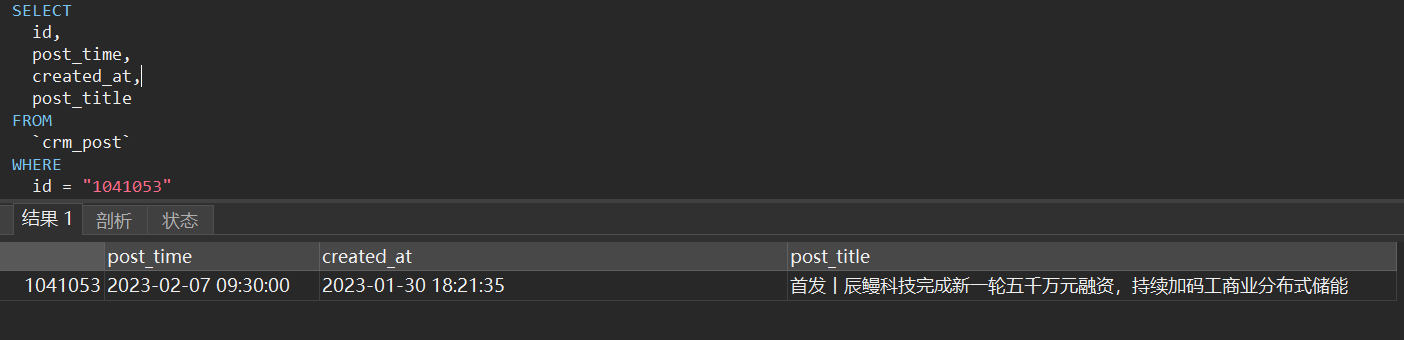 SELECT
id,
post_time,
created_at,
post_title
FROM
`crm_post`
WHERE
id = "1041053"
结果 1 剖析 状态
post_time created_at post_title
1041053 2023-02-07 09:30:00 2023-01-30 18:21:35 首发丨辰鳗科技完成新一轮五千万元融资，持续加码工商业分布式储能